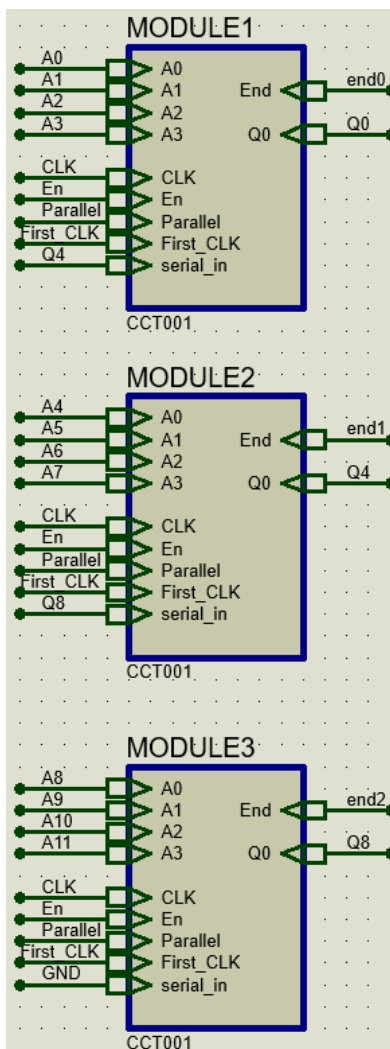 MODULE1
A0 A0
A1 A1 End end0
A2 A2
A3 A3 Q0 Q0
CLK CLK
En En
Parallel Parallel
First_CLK First_CLK
Q4 serial_in
CCT001
MODULE2
A4 A0
A5 A1 End end1
A6 A2
A7 A3 Q0 Q4
CLK CLK
En En
Parallel Parallel
First_CLK First_CLK
Q8 serial_in
CCT001
MODULE3
A8 A0
A9 A1 End end2
A10 A2
A11 A3 Q0 Q8
CLK CLK
En En
Parallel Parallel
First_CLK First_CLK
GND serial_in
CCT001